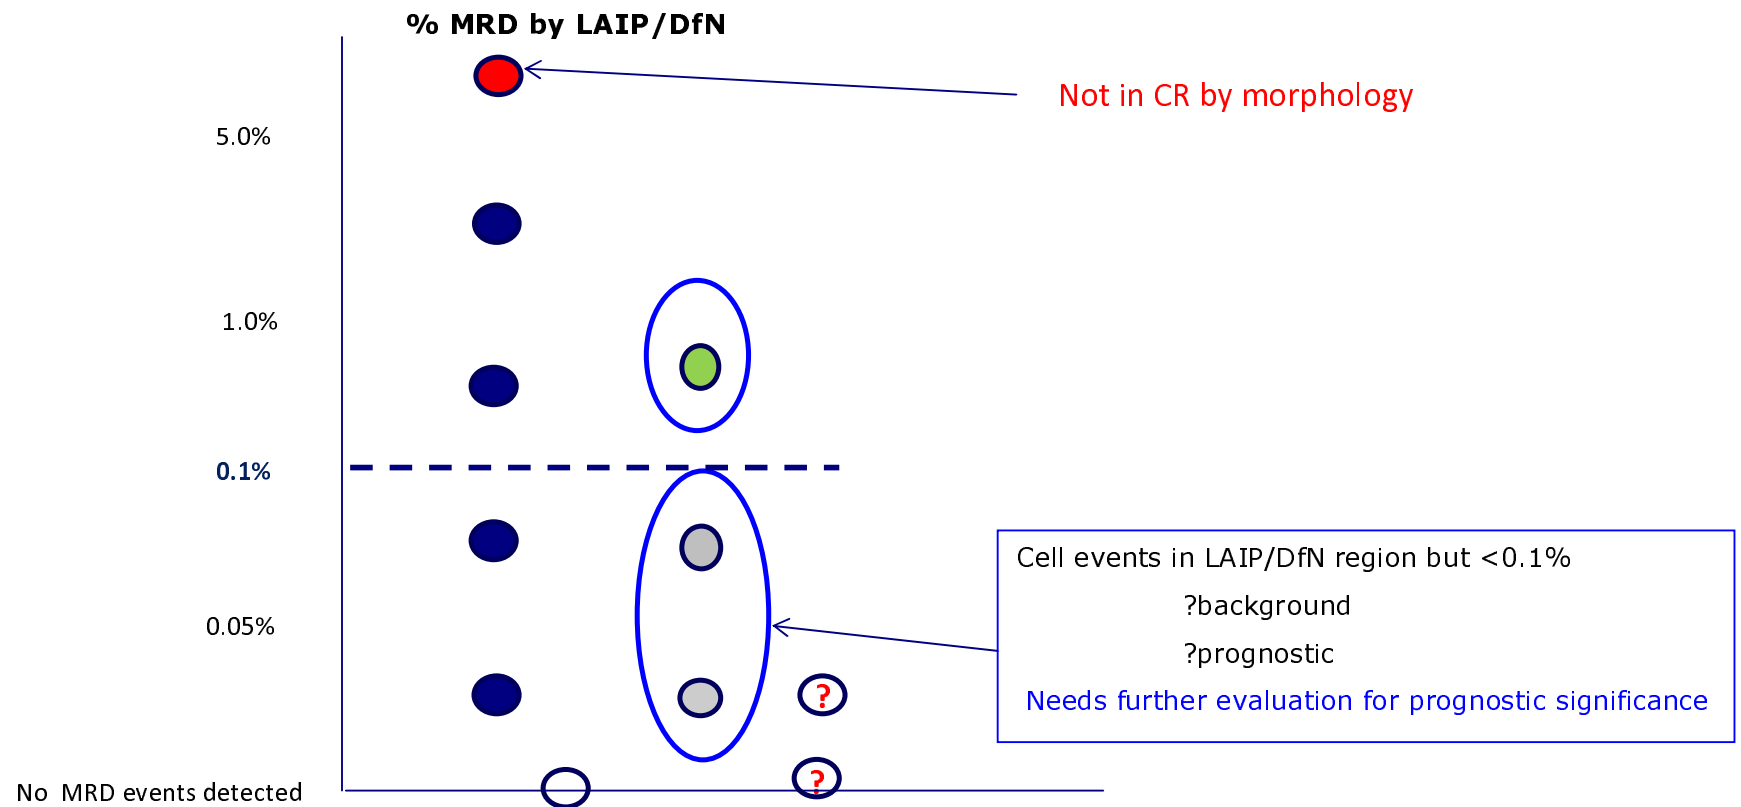 % MRD by LAIP/DfN
Not in CR by morphology
5.0%
1.0%
0.1%
Cell events in LAIP/DfN region but <0.1%
?background
0.05%
?prognostic
?
Needs further evaluation for prognostic significance
?
No MRD events detected